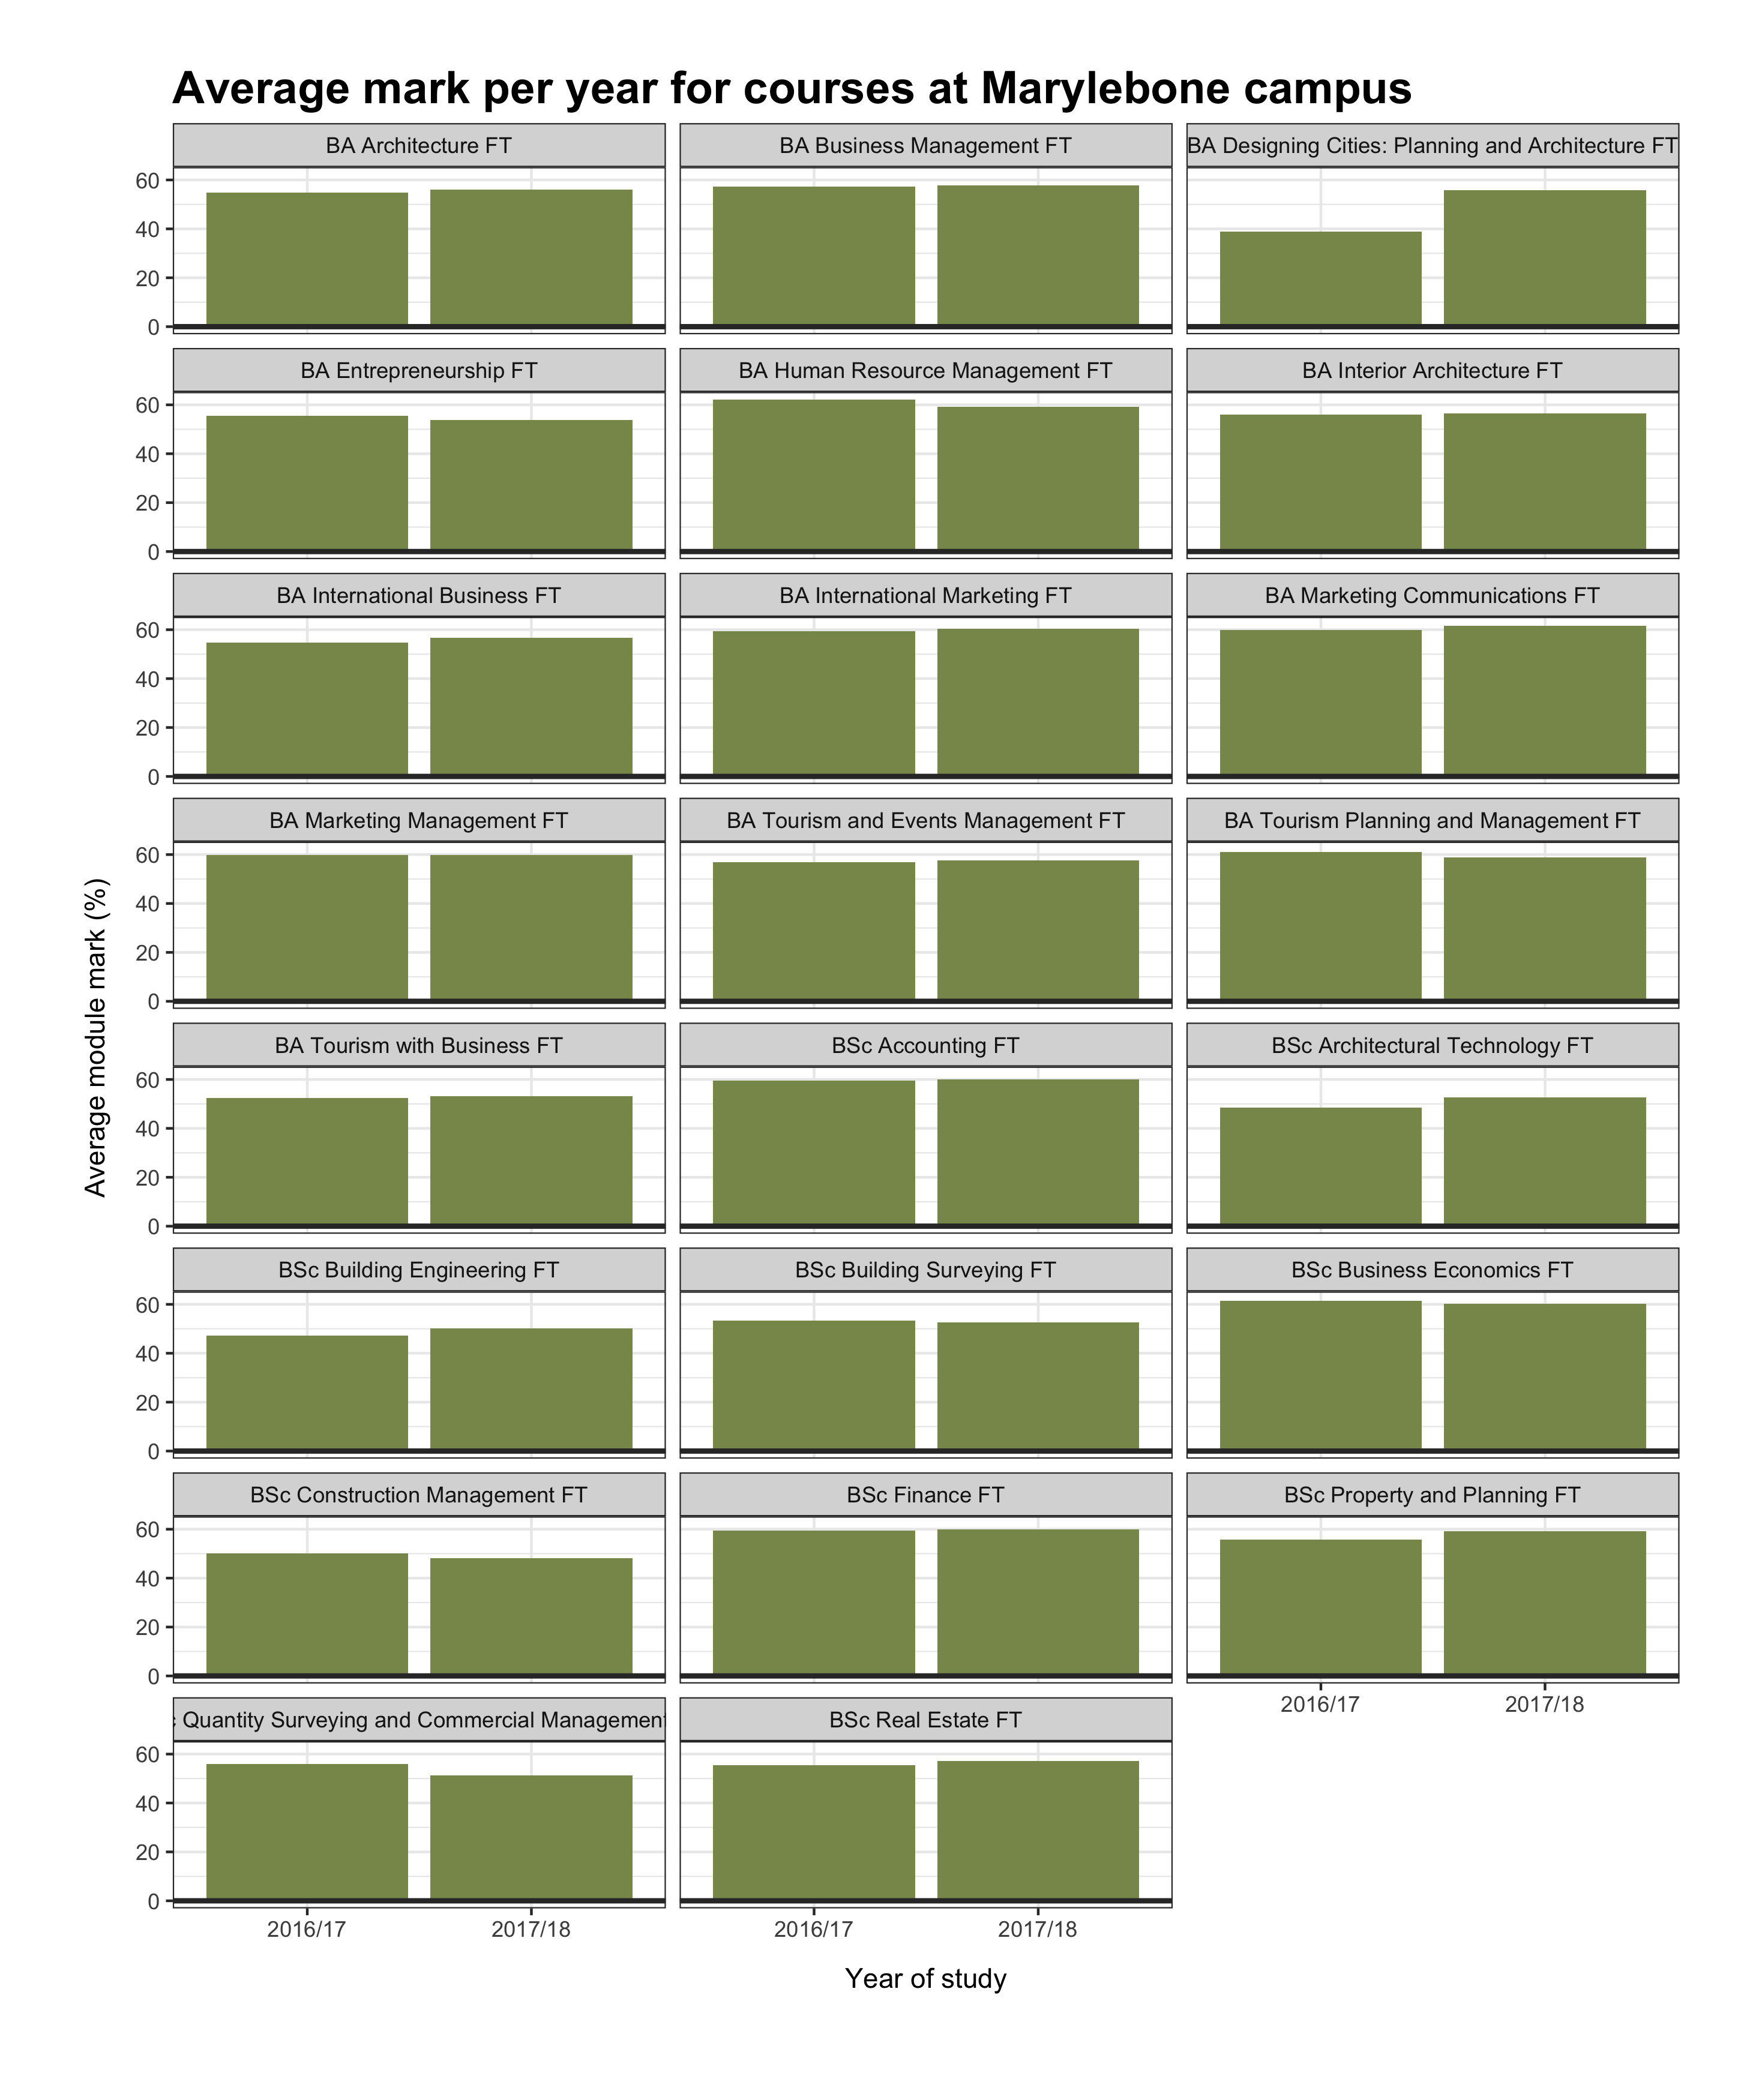 Average mark per year for courses at Marylebone campus
BA Architecture FT
BA Business Management FT
BA Designing Cities: Planning and Architecture FT
60
40
20
0
BA Entrepreneurship FT
BA Human Resource Management FT
BA Interior Architecture FT
60
40
20
0
BA International Business FT
BA International Marketing FT
BA Marketing Communications FT
60
40
20
0
BA Marketing Management FT
BA Tourism and Events Management FT
BA Tourism Planning and Management FT
60
40
20
0
Average module mark (%)
BA Tourism with Business FT
BSc Accounting FT
BSc Architectural Technology FT
60
40
20
0
BSc Building Engineering FT
BSc Building Surveying FT
BSc Business Economics FT
60
40
20
0
BSc Construction Management FT
BSc Finance FT
BSc Property and Planning FT
60
40
20
0
2016/17
2017/18
Quantity Surveying and Commercial Management
BSc Real Estate FT
60
40
20
0
2016/17
2017/18
2016/17
2017/18
Year of study